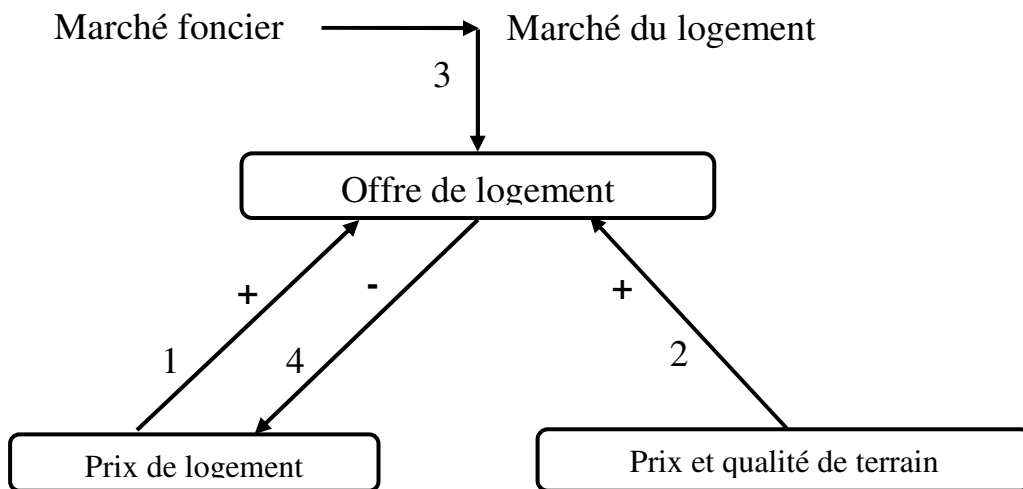 Marché foncier
Marché du logement
3
Offre de logement
+
-
+
1
4
2
Prix de logement
Prix et qualité de terrain